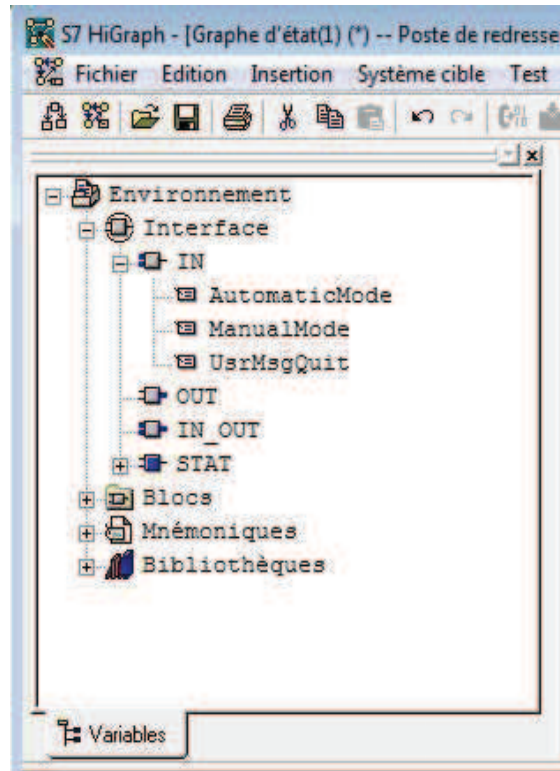 S7 HiGraph - [Graphe d'état(1) (*) -- Poste de redresse
Fichier Edition Insertion Système cible Test
Environnement
Interface
IN
AutomaticMode
ManualMode
UsrMsgQuit
OUT
IN_OUT
STAT
Blocs
Mnémoniques
Bibliothèques
Variables